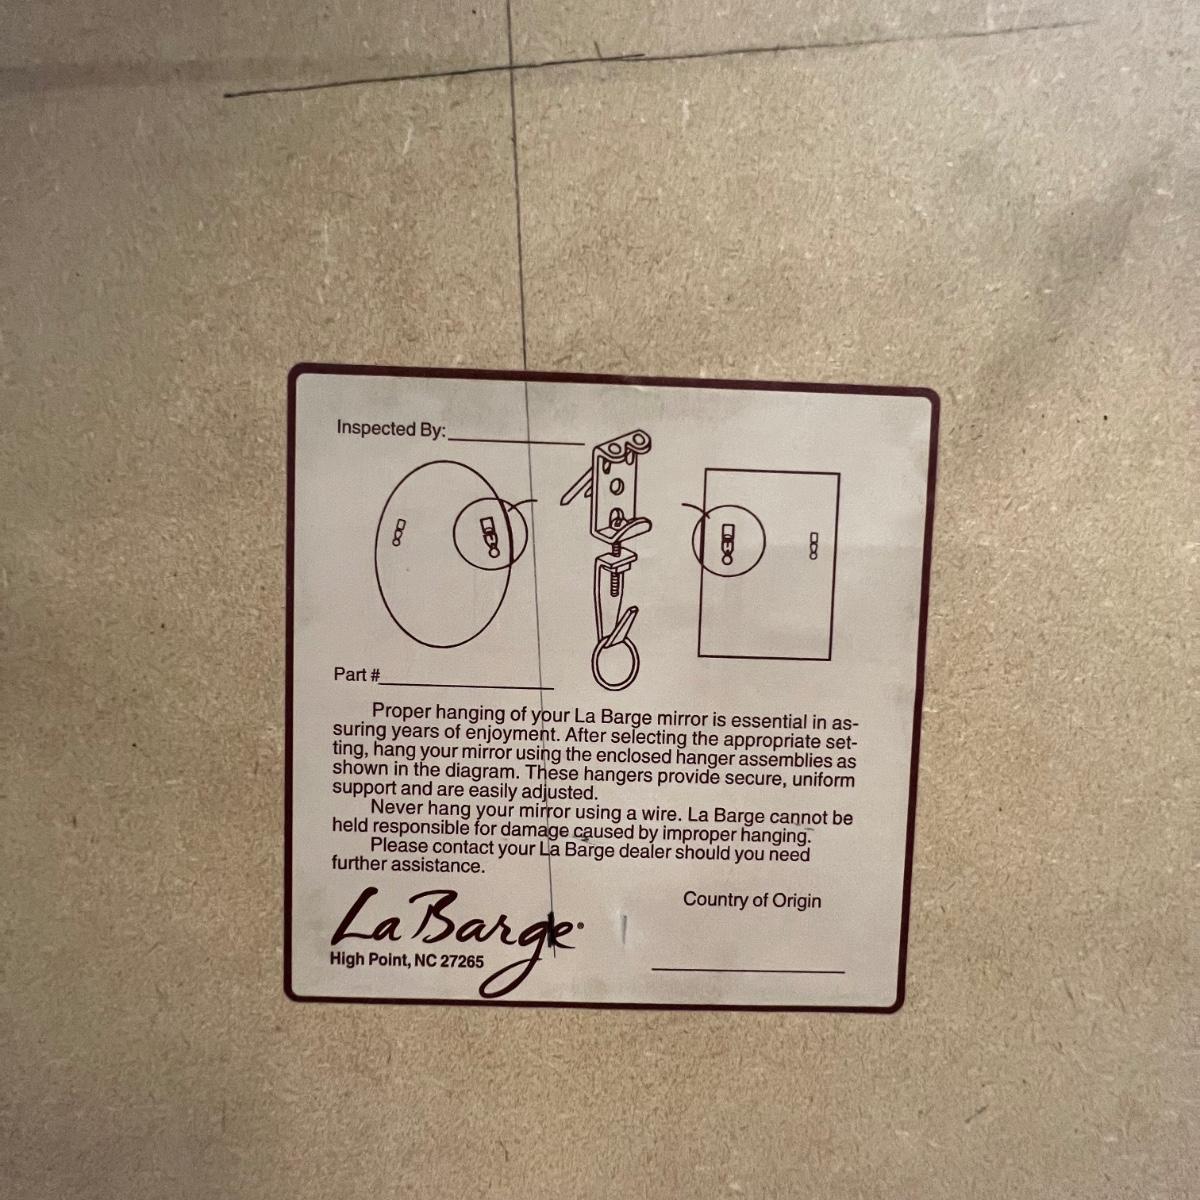 Inspected By:
Part #
Proper hanging of your La Barge mirror is essential in as-
suring years of enjoyment. After selecting the appropriate set-
ting, hang your mirror using the enclosed hanger assemblies as
shown in the diagram. These hangers provide secure, uniform
support and are easily adjusted.
Never hang your mirror using a wire. La Barge cannot be
held responsible for damage caused by improper hanging.
Please contact your La Barge dealer should you need
further assistance.
La Barge®
High Point, NC 27265
Country of Origin